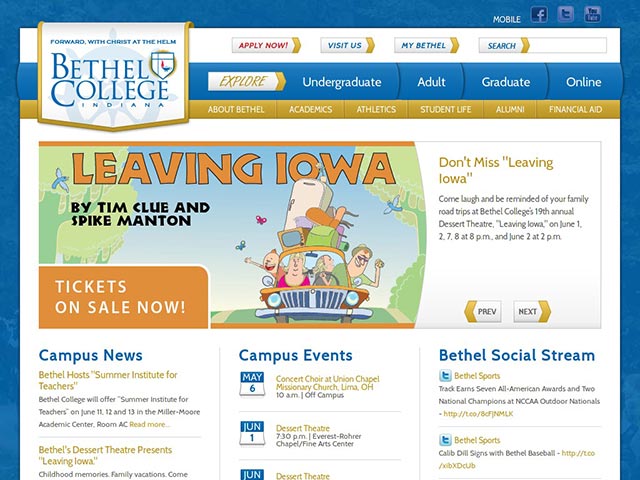 MOBILE
FORWARD, WITH CHRIST AT THE HELM
BETHEL
COLLEGE
INDIANA
APPLY NOW!
VISIT US
MY BETHEL
SEARCH
EXPLORE
Undergraduate
Adult
Graduate
Online
ABOUT BETHEL
ACADEMICS
ATHLETICS
STUDENT LIFE
ALUMNI
FINANCIAL AID
LEAVING IOWA
BY TIM CLUE AND
SPIKE MANTON
TICKETS
ON SALE NOW!
Don't Miss "Leaving
Iowa"
Come laugh and be reminded of your family
road trips at Bethel College's 19th annual
Dessert Theatre, "Leaving Iowa," on June 1,
2, 7, 8 at 8 p.m., and June 2 at 2 p.m.
PREV
NEXT
Campus News
Bethel Hosts "Summer Institute for
Teachers"
Bethel College will offer "Summer Institute
for Teachers" on June 11, 12 and 13 in the Miller-Moore
Academic Center, Room AC Read more...
Bethel's Dessert Theatre Presents
"Leaving Iowa."
Childhood memories. Family vacations. Come
Campus Events
MAY
6
Concert Choir at Union Chapel
Missionary Church, Lima, OH
10 a.m. | Off Campus
JUN
1
Dessert Theatre
7:30 p.m. | Everest-Rohrer
Chapel/Fine Arts Center
JUN
Dessert Theatre
Bethel Social Stream
Bethel Sports
Track Earns Seven All-American Awards and Two
National Champions at NCCAA Outdoor Nationals
- http://t.co/8cFJNMLK
Bethel Sports
Calib Dill Signs with Bethel Baseball - http://t.co
/xibXDcUb
Bethel Sports